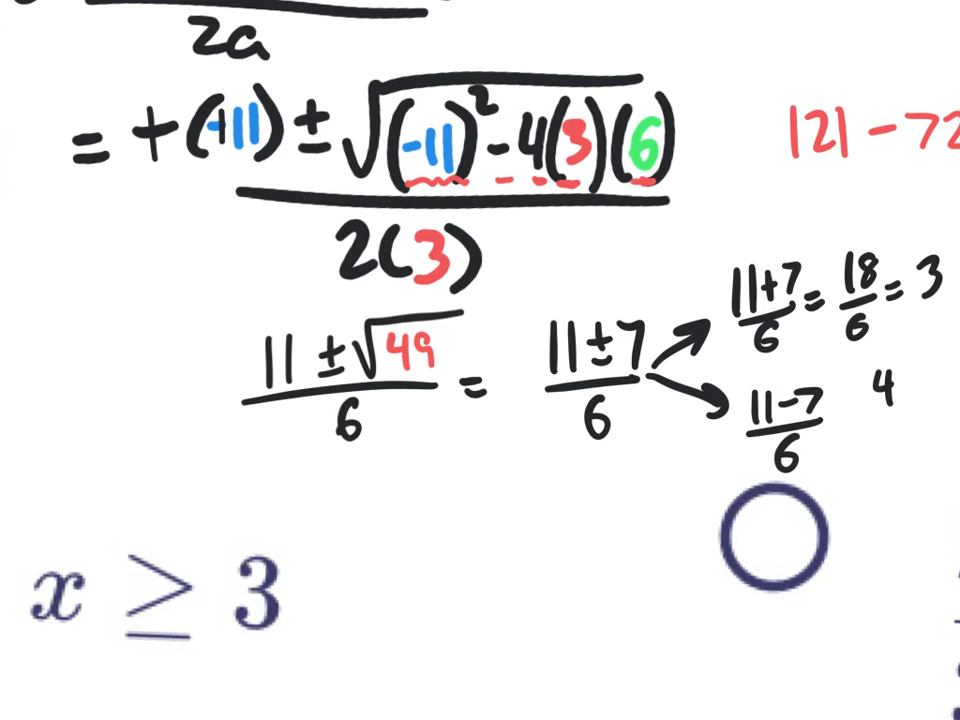 2a
= +(+11) ± √(-11)² - 4(3)(6)
121 - 72
2(3)
11 ± √49 / 6 = 11 ± 7 / 6
11+7 / 6 = 18 / 6 = 3
11-7 / 6 4
x ≥ 3